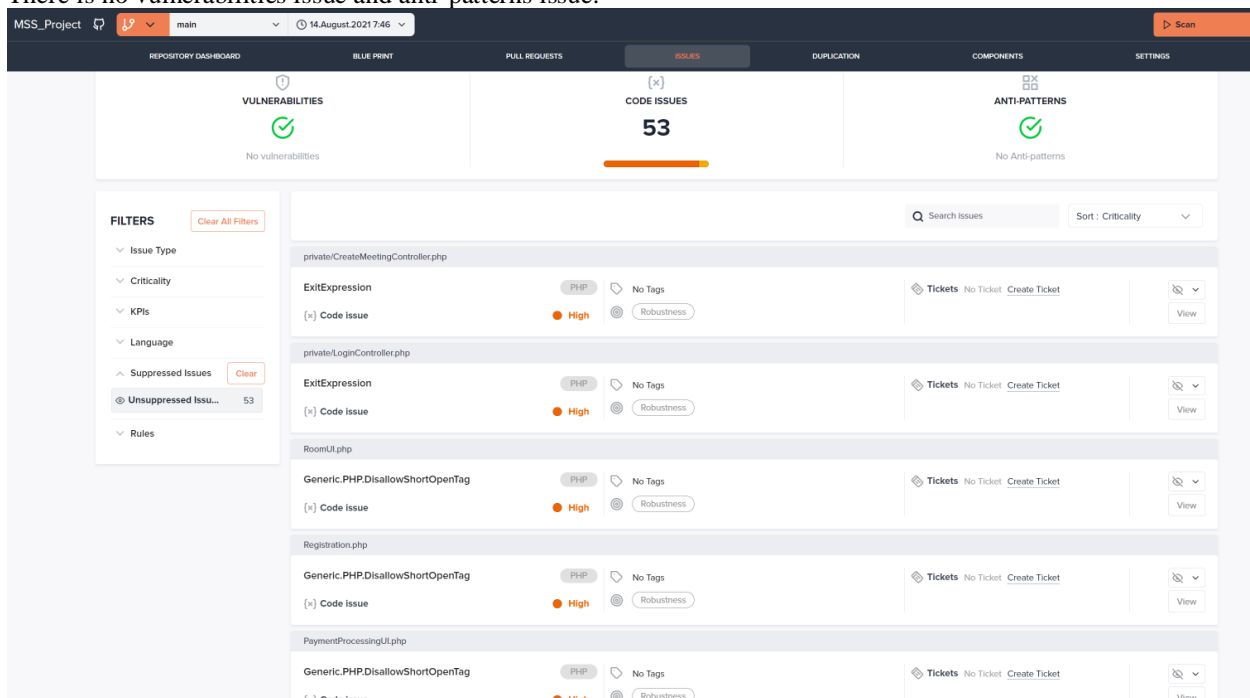 There is no vulnerabilities issue and anti-patterns issue.
MSS_Project main 14.August.2021 7:46 Scan
REPOSITORY DASHBOARD BLUE PRINT PULL REQUESTS ISSUES DUPLICATION COMPONENTS SETTINGS
VULNERABILITIES CODE ISSUES ANTI-PATTERNS
53
No vulnerabilities No Anti-patterns
FILTERS Clear All Filters
Search issues Sort : Criticality
Issue Type
Criticality
KPIs
Language
Suppressed Issues Clear
Unsuppressed Issu... 53
Rules
private/CreateMeetingController.php
ExitExpression PHP No Tags Tickets No Ticket Create Ticket
{×} Code issue High Robustness View
private/LoginController.php
ExitExpression PHP No Tags Tickets No Ticket Create Ticket
{×} Code issue High Robustness View
RoomUI.php
Generic.PHP.DisallowShortOpenTag PHP No Tags Tickets No Ticket Create Ticket
{×} Code issue High Robustness View
Registration.php
Generic.PHP.DisallowShortOpenTag PHP No Tags Tickets No Ticket Create Ticket
{×} Code issue High Robustness View
PaymentProcessingUI.php
Generic.PHP.DisallowShortOpenTag PHP No Tags Tickets No Ticket Create Ticket
{×} Code issue High Robustness View